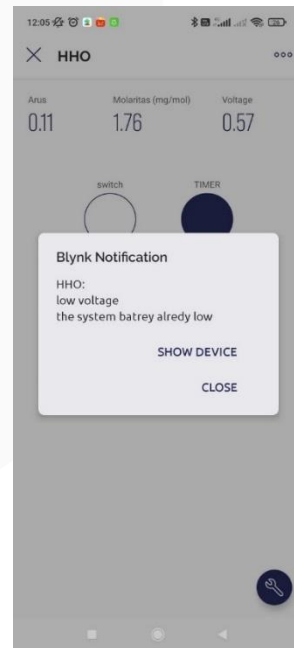 12:05
HHO
Arus Molaritas (mg/mol) Voltage
0.11 1.76 0.57
switch TIMER
Blynk Notification
HHO:
low voltage
the system batrey alredy low
SHOW DEVICE
CLOSE